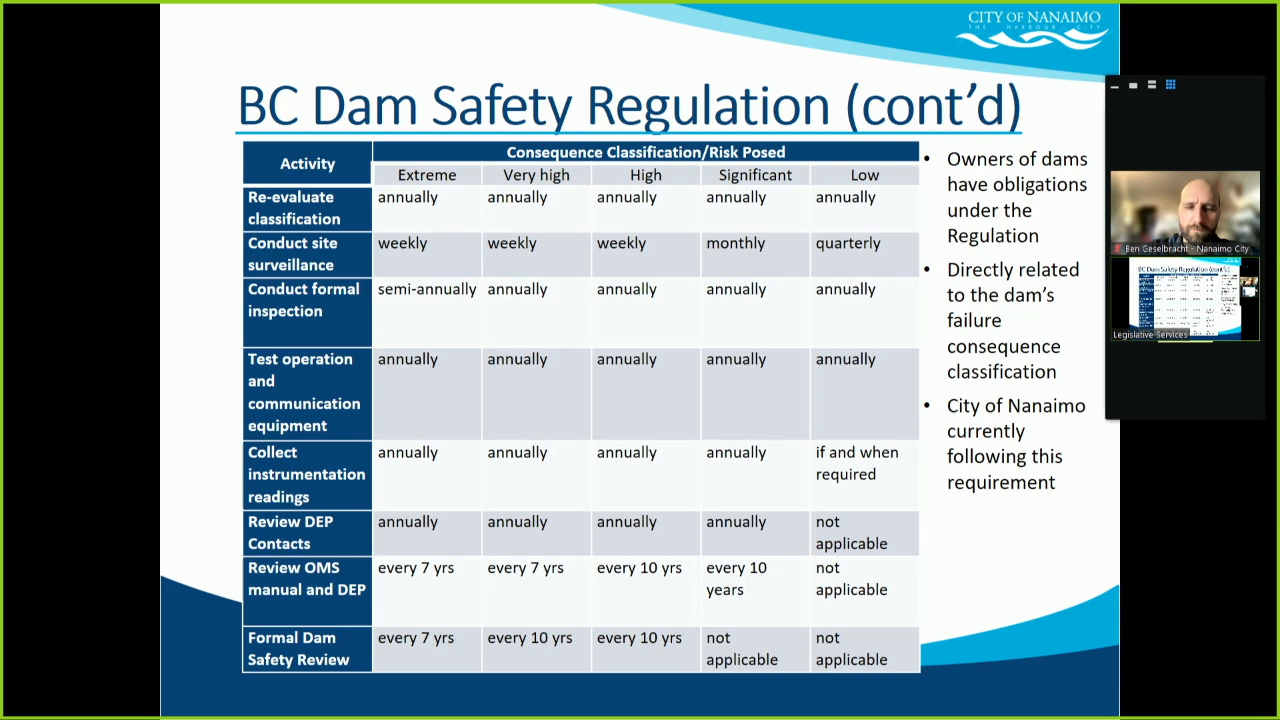 CITY OF NANAIMO
THE HARBOUR CITY
BC Dam Safety Regulation (cont'd)
Activity
Consequence Classification/Risk Posed
Extreme Very high High Significant Low
Re-evaluate classification annually annually annually annually annually
Conduct site surveillance weekly weekly weekly monthly quarterly
Conduct formal inspection semi-annually annually annually annually annually
Test operation and communication equipment annually annually annually annually annually
Collect instrumentation readings annually annually annually annually if and when required
Review DEP Contacts annually annually annually annually not applicable
Review OMS manual and DEP every 7 yrs every 7 yrs every 10 yrs every 10 years not applicable
Formal Dam Safety Review every 7 yrs every 10 yrs every 10 yrs not applicable not applicable
• Owners of dams
have obligations
under the
Regulation
• Directly related
to the dam's
failure
consequence
classification
• City of Nanaimo
currently
following this
requirement
Ben Geselbracht - Nanaimo City
BC Dam Safety Regulation (cont'd)
Legislative Services